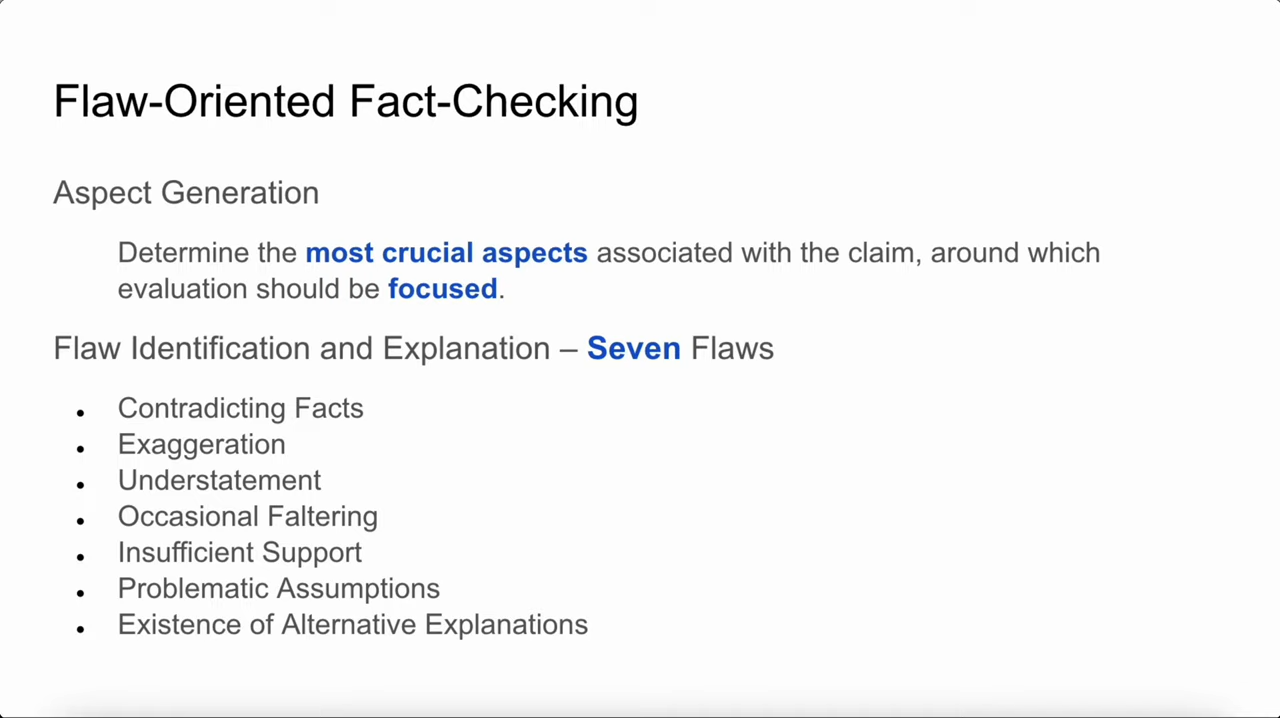 Flaw-Oriented Fact-Checking
Aspect Generation
Determine the most crucial aspects associated with the claim, around which
evaluation should be focused.
Flaw Identification and Explanation – Seven Flaws
• Contradicting Facts
• Exaggeration
• Understatement
• Occasional Faltering
• Insufficient Support
• Problematic Assumptions
• Existence of Alternative Explanations